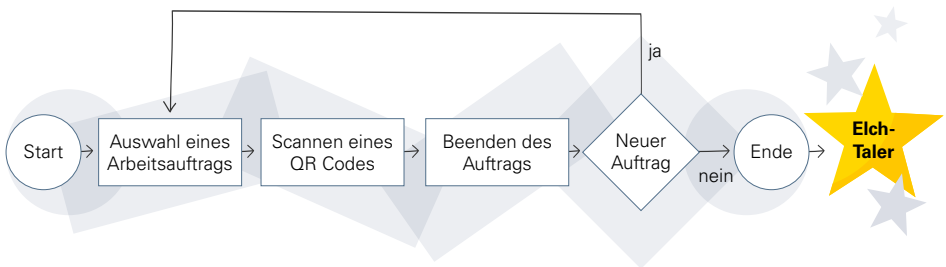 ja
Start
Auswahl eines
Arbeitsauftrags
Scannen eines
QR Codes
Beenden des
Auftrags
Neuer
Auftrag
nein
Ende
Elch-
Taler